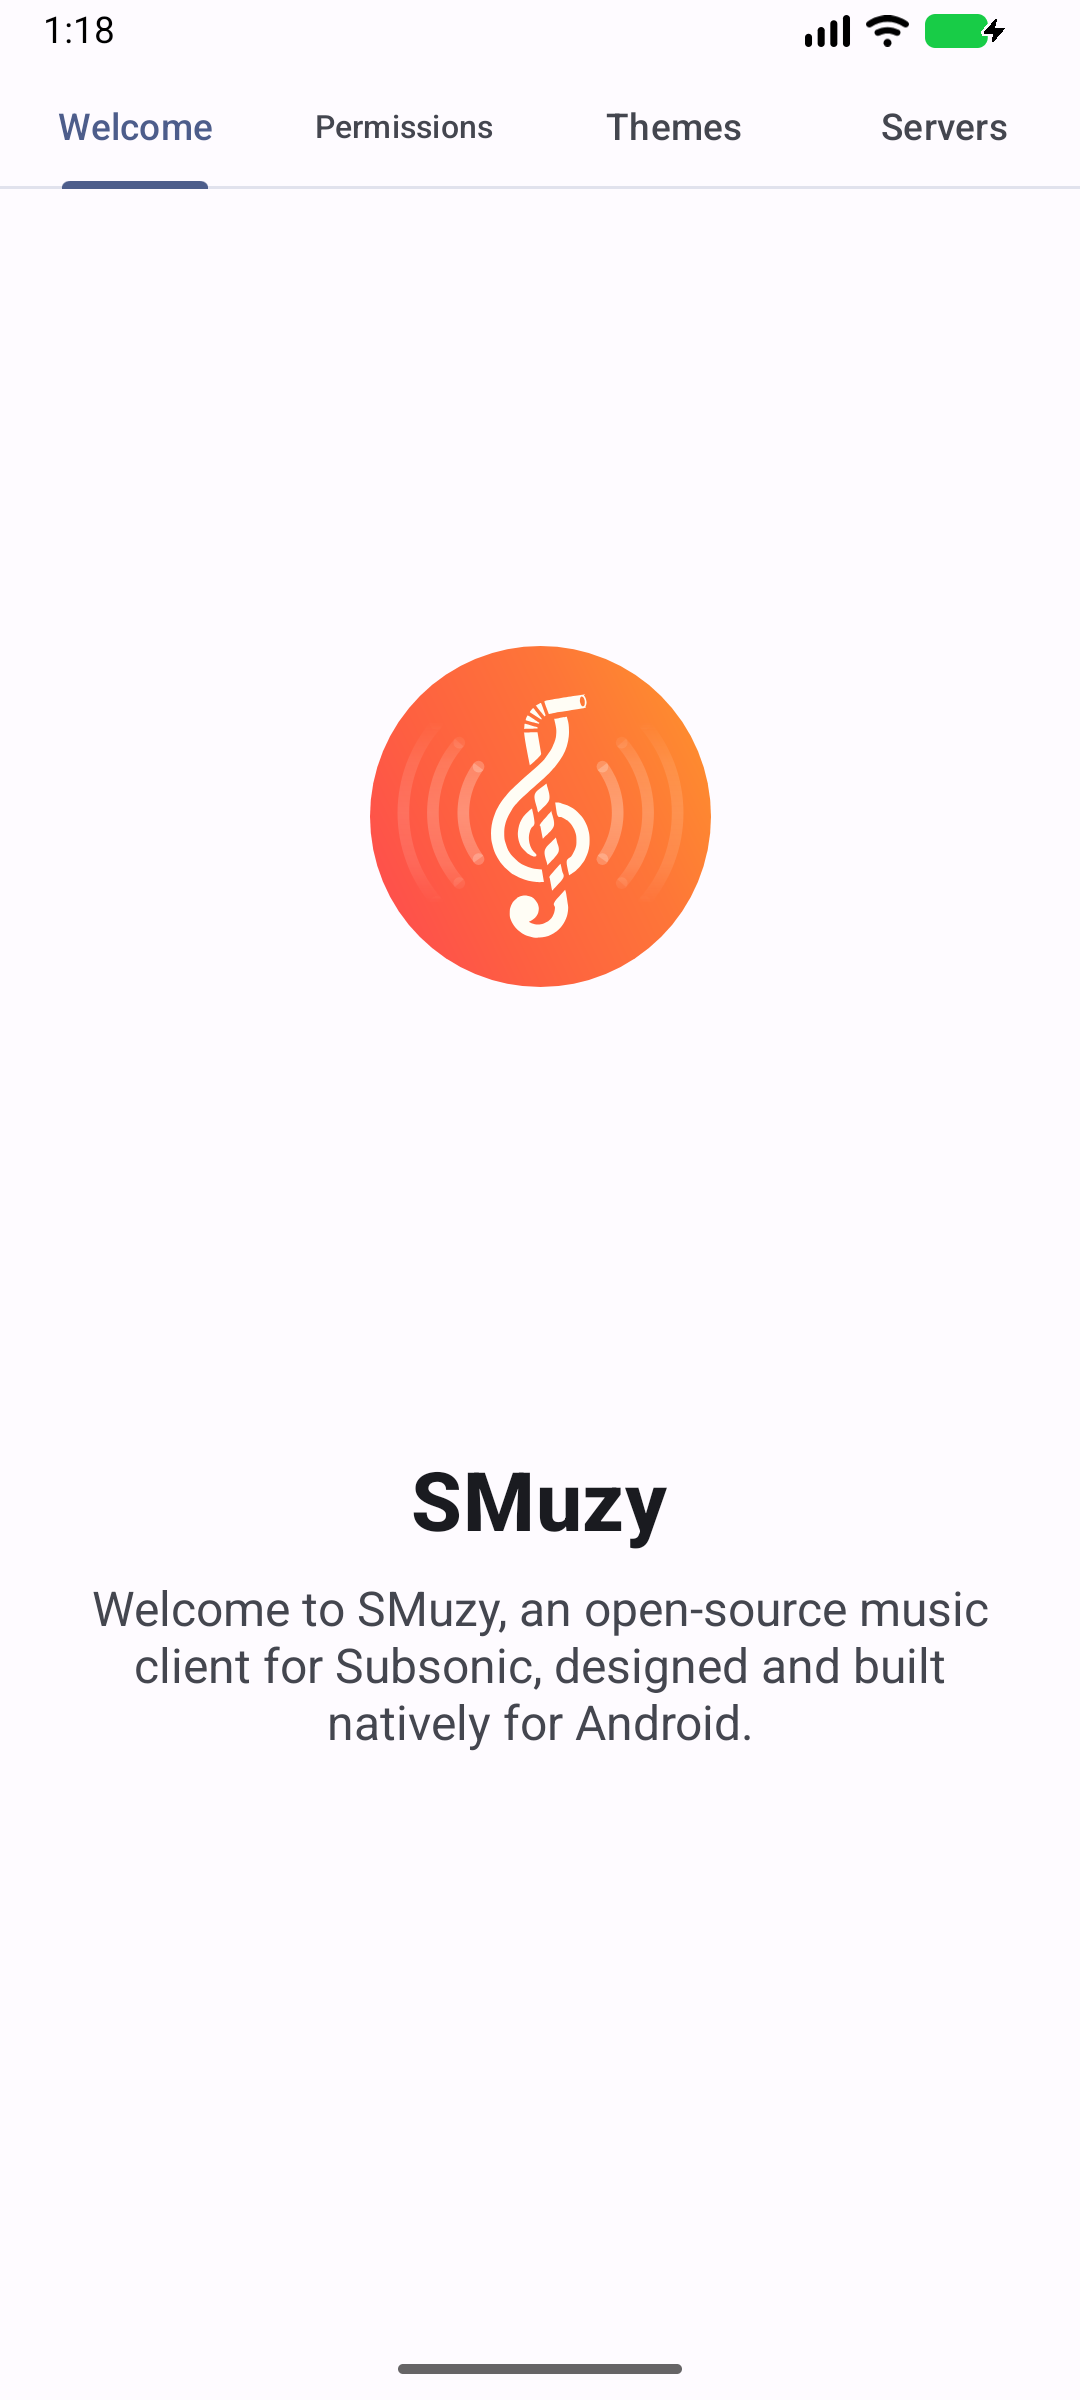 1:18
Welcome Permissions Themes Servers
SMuzy
Welcome to SMuzy, an open-source music
client for Subsonic, designed and built
natively for Android.